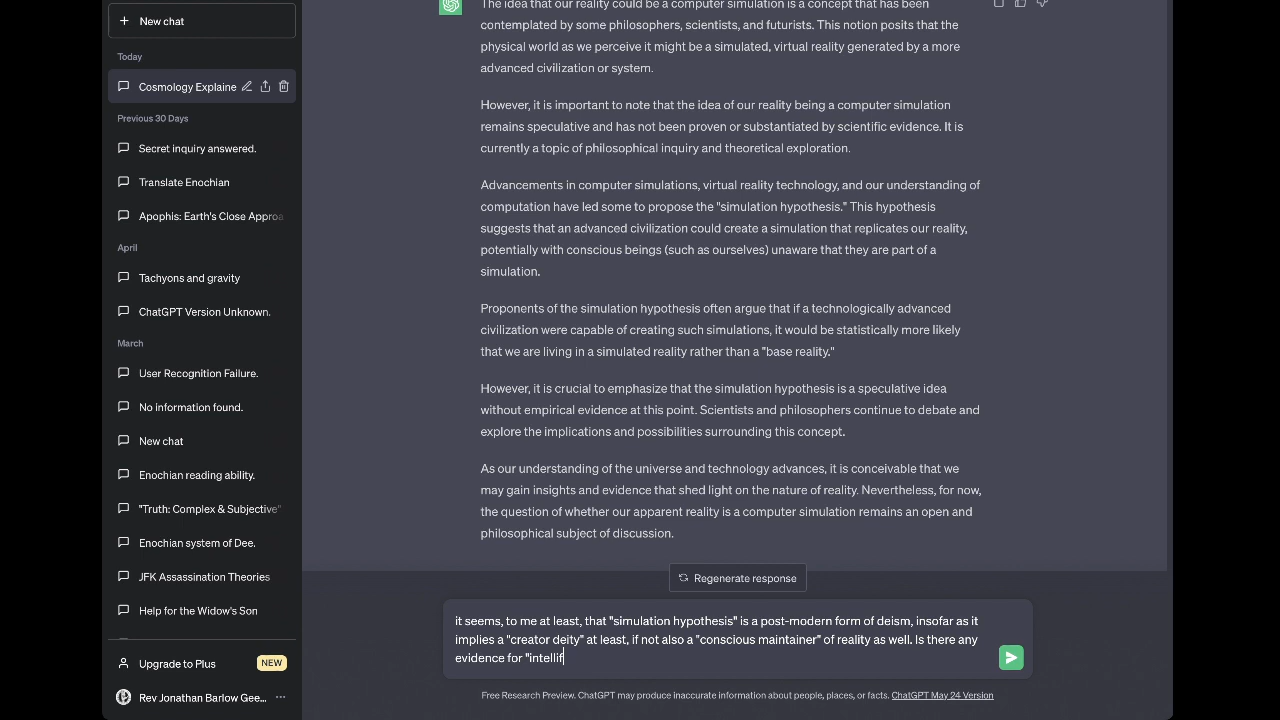 New chat
Today
Cosmology Explaine
Previous 30 Days
Secret inquiry answered.
Translate Enochian
Apophis: Earth's Close Approa
April
Tachyons and gravity
ChatGPT Version Unknown.
March
User Recognition Failure.
No information found.
New chat
Enochian reading ability.
"Truth: Complex & Subjective"
Enochian system of Dee.
JFK Assassination Theories
Help for the Widow's Son
Upgrade to Plus
NEW
Rev Jonathan Barlow Gee...
The idea that our reality could be a computer simulation is a concept that has been
contemplated by some philosophers, scientists, and futurists. This notion posits that the
physical world as we perceive it might be a simulated, virtual reality generated by a more
advanced civilization or system.
However, it is important to note that the idea of our reality being a computer simulation
remains speculative and has not been proven or substantiated by scientific evidence. It is
currently a topic of philosophical inquiry and theoretical exploration.
Advancements in computer simulations, virtual reality technology, and our understanding of
computation have led some to propose the "simulation hypothesis." This hypothesis
suggests that an advanced civilization could create a simulation that replicates our reality,
potentially with conscious beings (such as ourselves) unaware that they are part of a
simulation.
Proponents of the simulation hypothesis often argue that if a technologically advanced
civilization were capable of creating such simulations, it would be statistically more likely
that we are living in a simulated reality rather than a "base reality."
However, it is crucial to emphasize that the simulation hypothesis is a speculative idea
without empirical evidence at this point. Scientists and philosophers continue to debate and
explore the implications and possibilities surrounding this concept.
As our understanding of the universe and technology advances, it is conceivable that we
may gain insights and evidence that shed light on the nature of reality. Nevertheless, for now,
the question of whether our apparent reality is a computer simulation remains an open and
philosophical subject of discussion.
Regenerate response
it seems, to me at least, that "simulation hypothesis" is a post-modern form of deism, insofar as it
implies a "creator deity" at least, if not also a "conscious maintainer" of reality as well. Is there any
evidence for "intellif
Free Research Preview. ChatGPT may produce inaccurate information about people, places, or facts. ChatGPT May 24 Version